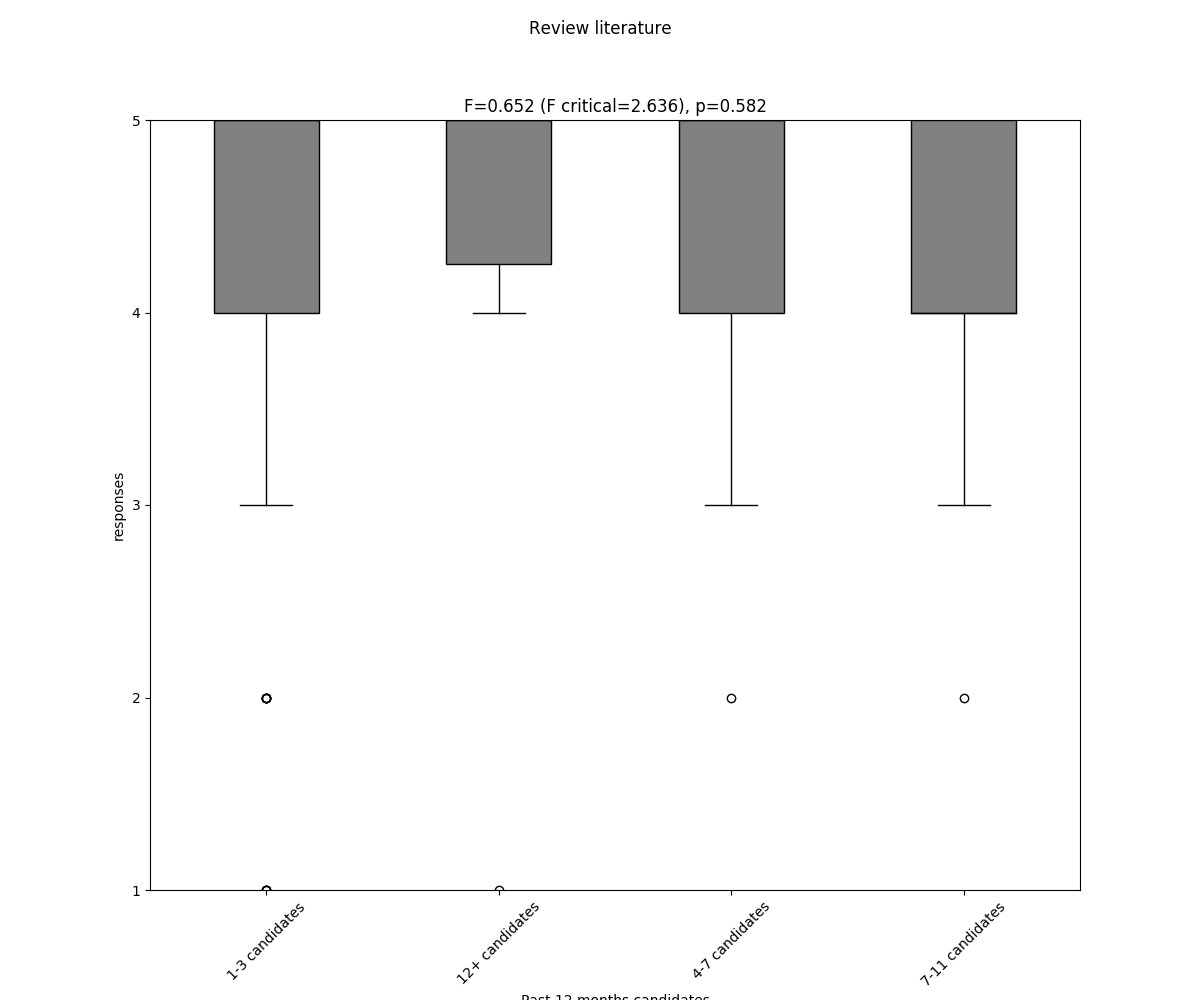 Review literature
F=0.652 (F critical=2.636), p=0.582
5
4
3
2
1
responses
1-3 candidates
12+ candidates
4-7 candidates
7-11 candidates
Past 12 months candidates